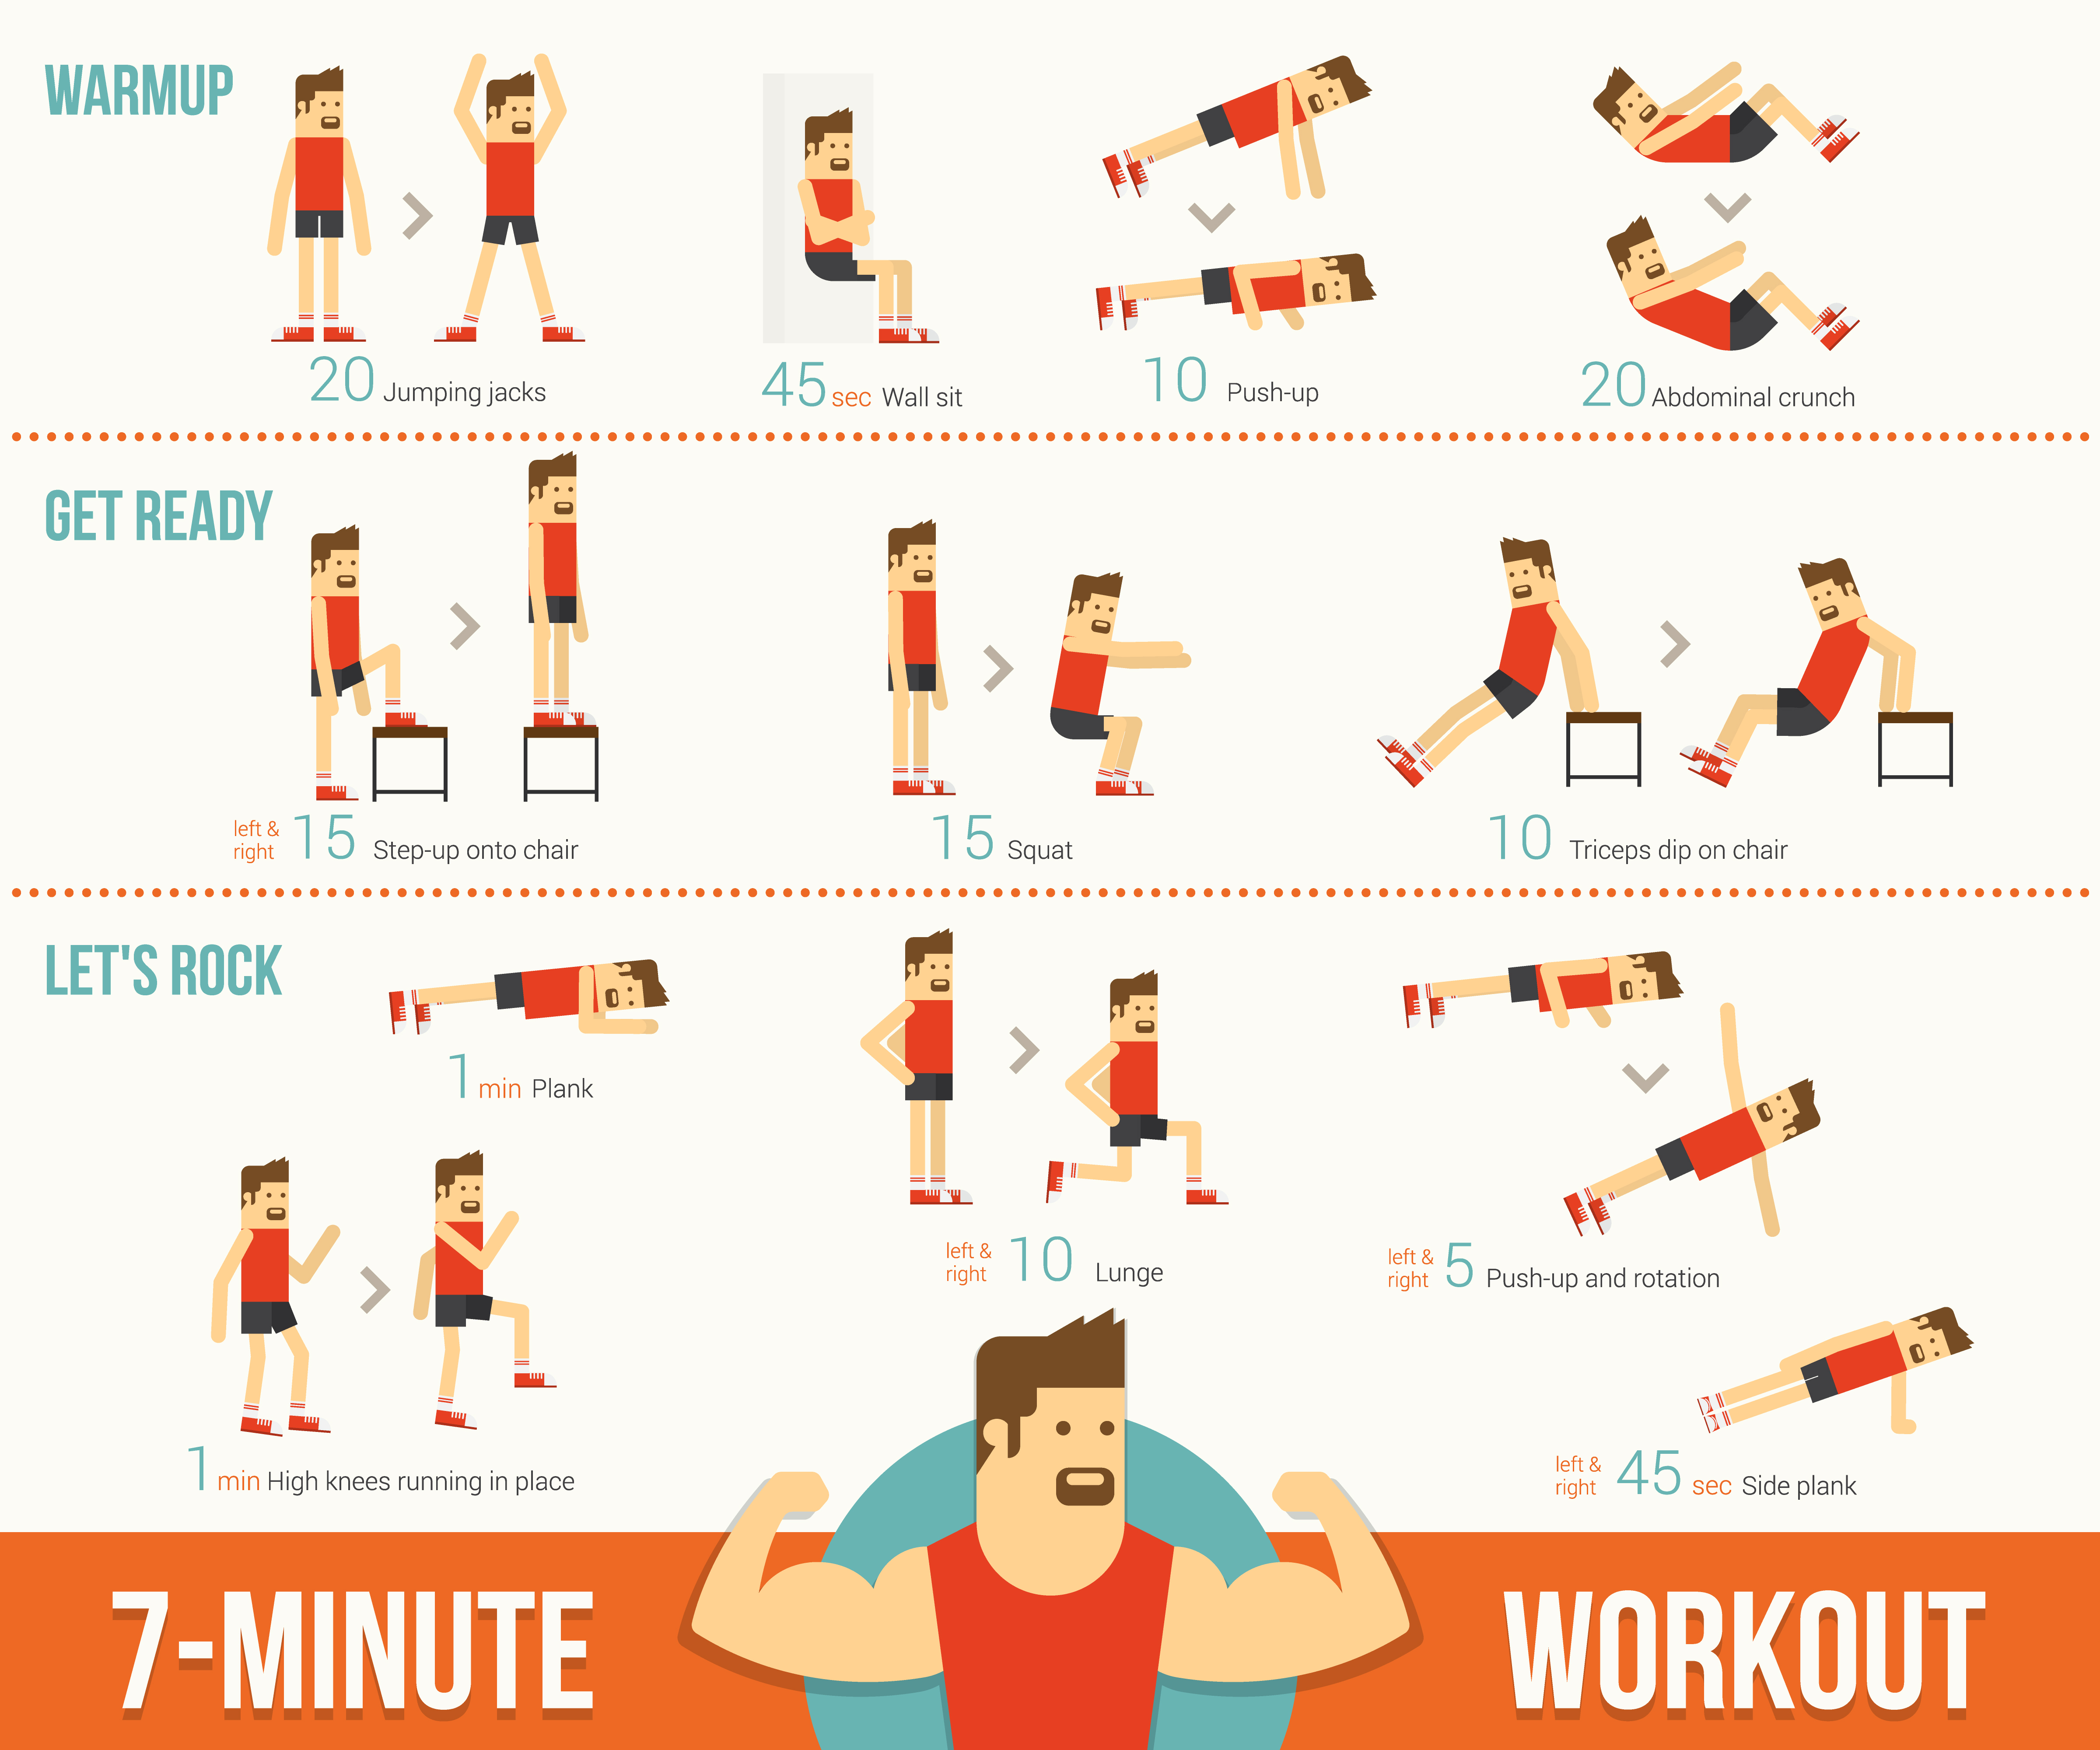 WARMUP
20 Jumping jacks
45 sec Wall sit
10 Push-up
20 Abdominal crunch
GET READY
left &
right 15 Step-up onto chair
15 Squat
10 Triceps dip on chair
LET'S ROCK
1 min Plank
left &
right 10 Lunge
left &
right 5 Push-up and rotation
1 min High knees running in place
left &
right 45 sec Side plank
7-MINUTE WORKOUT